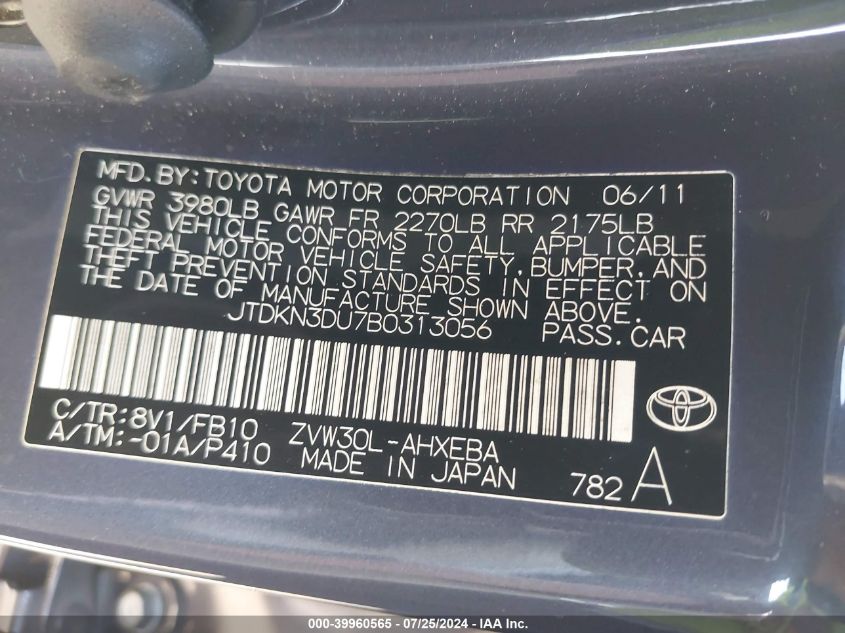 MFD. BY: TOYOTA MOTOR CORPORATION 06/11
GVWR 3980LB GAWR FR 2270LB RR 2175LB
THIS VEHICLE CONFORMS TO ALL APPLICABLE
FEDERAL MOTOR VEHICLE SAFETY, BUMPER, AND
THEFT PREVENTION STANDARDS IN EFFECT ON
THE DATE OF MANUFACTURE SHOWN ABOVE.
JTDKN3DU7B0313056 PASS. CAR
C/TR: 8V1/FB10 ZVW30L-AHXEBA
A/TM: -01A/P410 MADE IN JAPAN 782 A
000-39960565 / 07/25/2024 - IAA Inc.